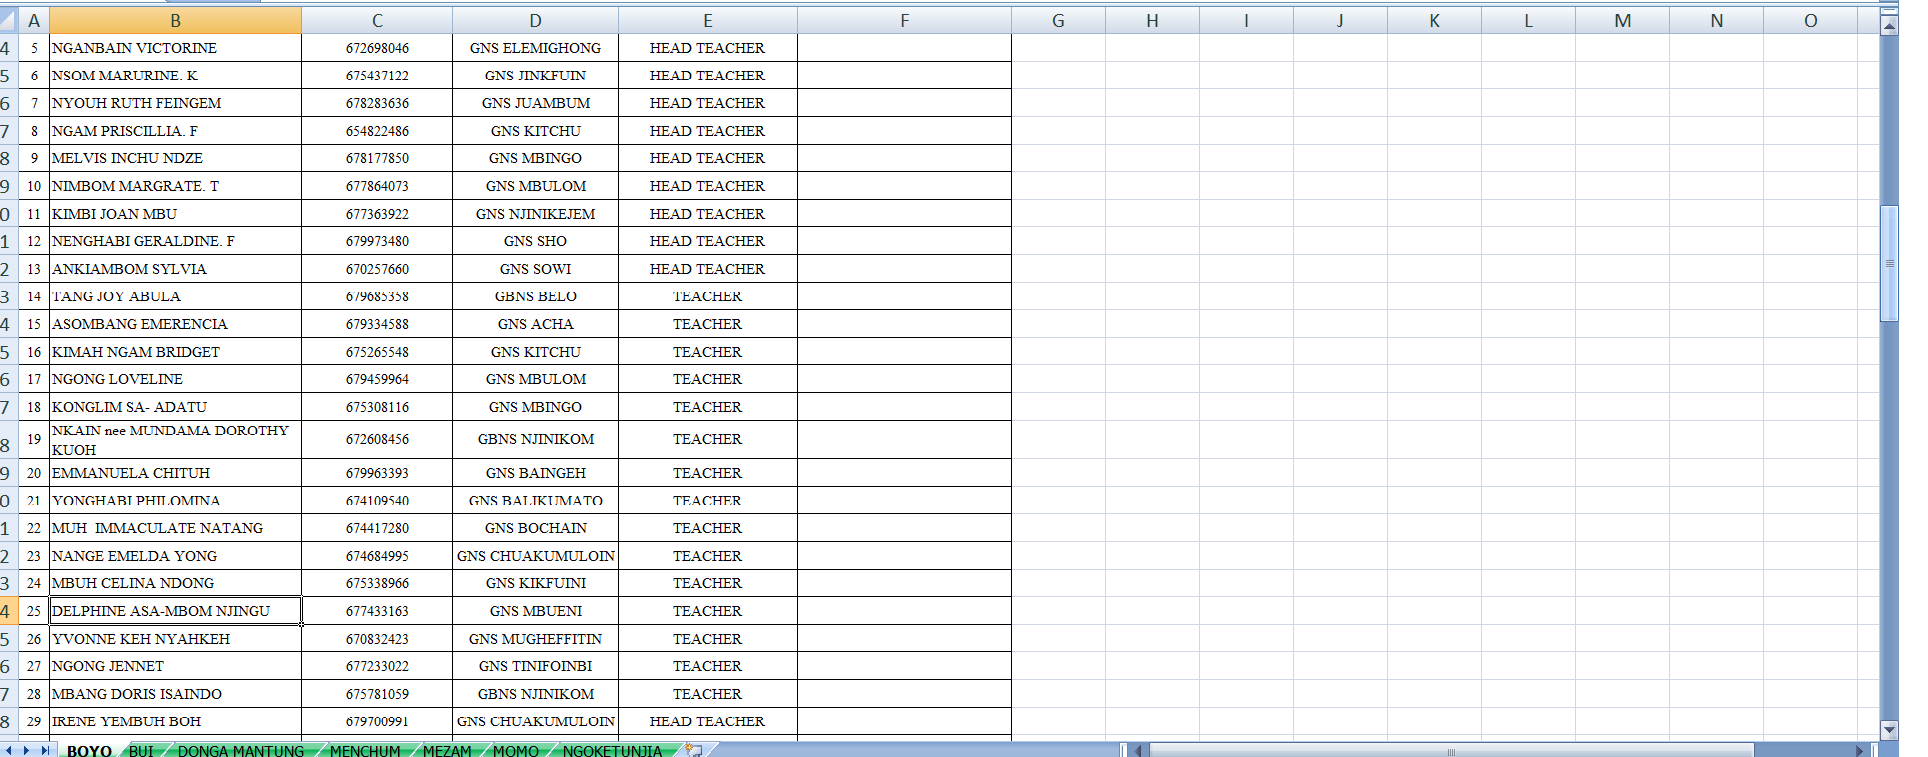 A B C D E F G H I J K L M N O
4 5 NGANBAIN VICTORINE 672698046 GNS ELEMIGHONG HEAD TEACHER
5 6 NSOM MARURINE. K 675437122 GNS JINKFUIN HEAD TEACHER
6 7 NYOUH RUTH FEINGEM 678283636 GNS JUAMBUM HEAD TEACHER
7 8 NGAM PRISCILLIA. F 654822486 GNS KITCHU HEAD TEACHER
8 9 MELVIS INCHU NDZE 678177850 GNS MBINGO HEAD TEACHER
9 10 NIMBOM MARGRATE. T 677864073 GNS MBULOM HEAD TEACHER
0 11 KIMBI JOAN MBU 677363922 GNS NJINIKEJEM HEAD TEACHER
1 12 NENGHABI GERALDINE. F 679973480 GNS SHO HEAD TEACHER
2 13 ANKIAMBOM SYLVIA 670257660 GNS SOWI HEAD TEACHER
3 14 TANG JOY ABULA 679685358 GBNS BELO TEACHER
4 15 ASOMBANG EMERENCIA 679334588 GNS ACHA TEACHER
5 16 KIMAH NGAM BRIDGET 675265548 GNS KITCHU TEACHER
6 17 NGONG LOVELINE 679459964 GNS MBULOM TEACHER
7 18 KONGLIM SA- ADATU 675308116 GNS MBINGO TEACHER
8 19 NKAIN nee MUNDAMA DOROTHY
KUOH 672608456 GBNS NJINIKOM TEACHER
9 20 EMMANUELA CHITUH 679963393 GNS BAINGEH TEACHER
0 21 YONGHABI PHILOMINA 674109540 GNS BALIKUMATO TEACHER
1 22 MUH  IMMACULATE NATANG 674417280 GNS BOCHAIN TEACHER
2 23 NANGE EMELDA YONG 674684995 GNS CHUAKUMULOIN TEACHER
3 24 MBUH CELINA NDONG 675338966 GNS KIKFUINI TEACHER
4 25 DELPHINE ASA-MBOM NJINGU 677433163 GNS MBUENI TEACHER
5 26 YVONNE KEH NYAHKEH 670832423 GNS MUGHEFFITIN TEACHER
6 27 NGONG JENNET 677233022 GNS TINIFOINBI TEACHER
7 28 MBANG DORIS ISAINDO 675781059 GBNS NJINIKOM TEACHER
8 29 IRENE YEMBUH BOH 679700991 GNS CHUAKUMULOIN HEAD TEACHER
BOYO BUI DONGA MANTUNG MENCHUM MEZAM MOMO NGOKETUNJIA